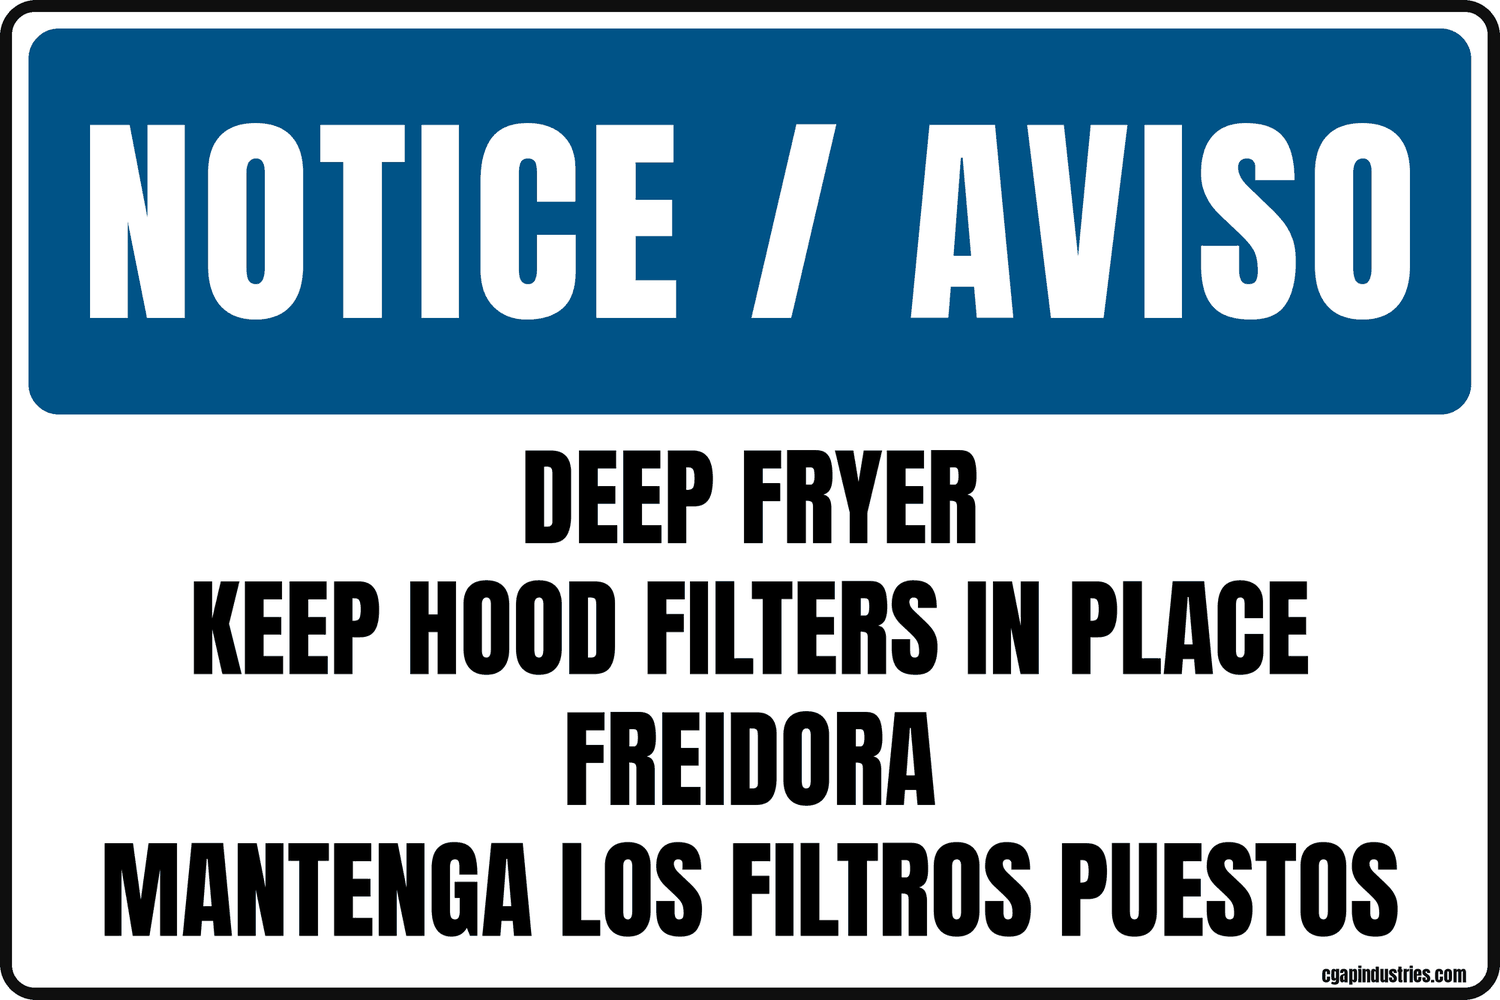 NOTICE / AVISO
DEEP FRYER
KEEP HOOD FILTERS IN PLACE
FREIDORA
MANTENGA LOS FILTROS PUESTOS
cgapindustries.com